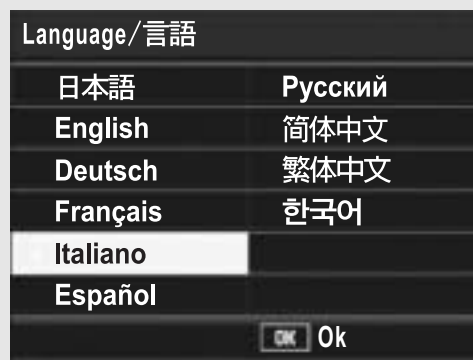 Language/言語
日本語
English
Deutsch
Français
Italiano
Español
Русский
简体中文
繁体中文
한국어
OK Ok